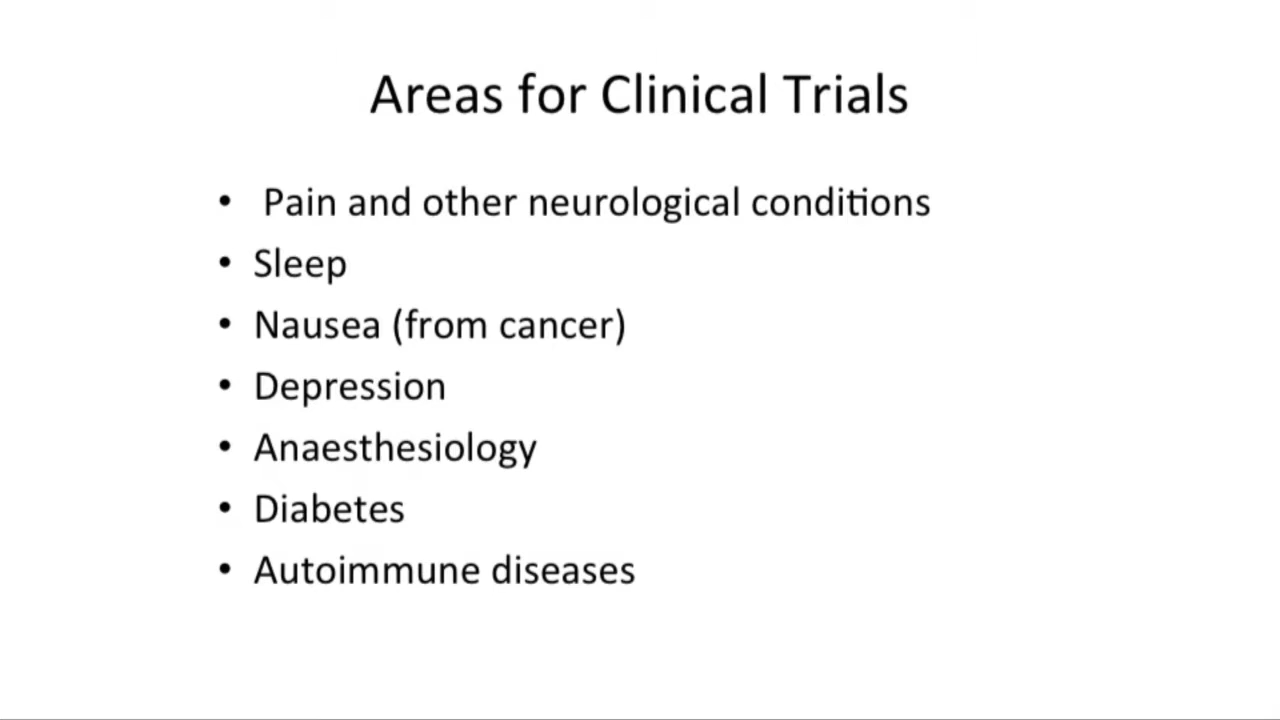 Areas for Clinical Trials
• Pain and other neurological conditions
• Sleep
• Nausea (from cancer)
• Depression
• Anaesthesiology
• Diabetes
• Autoimmune diseases